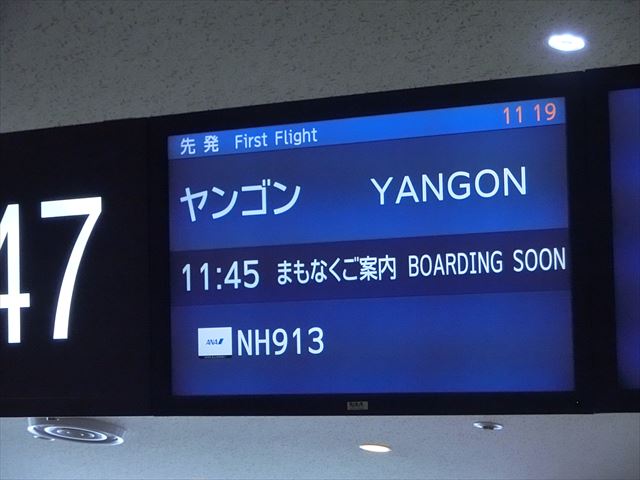 47
先発 First Flight 11 19
ヤンゴン YANGON
11:45 まもなくご案内 BOARDING SOON
ANA NH913